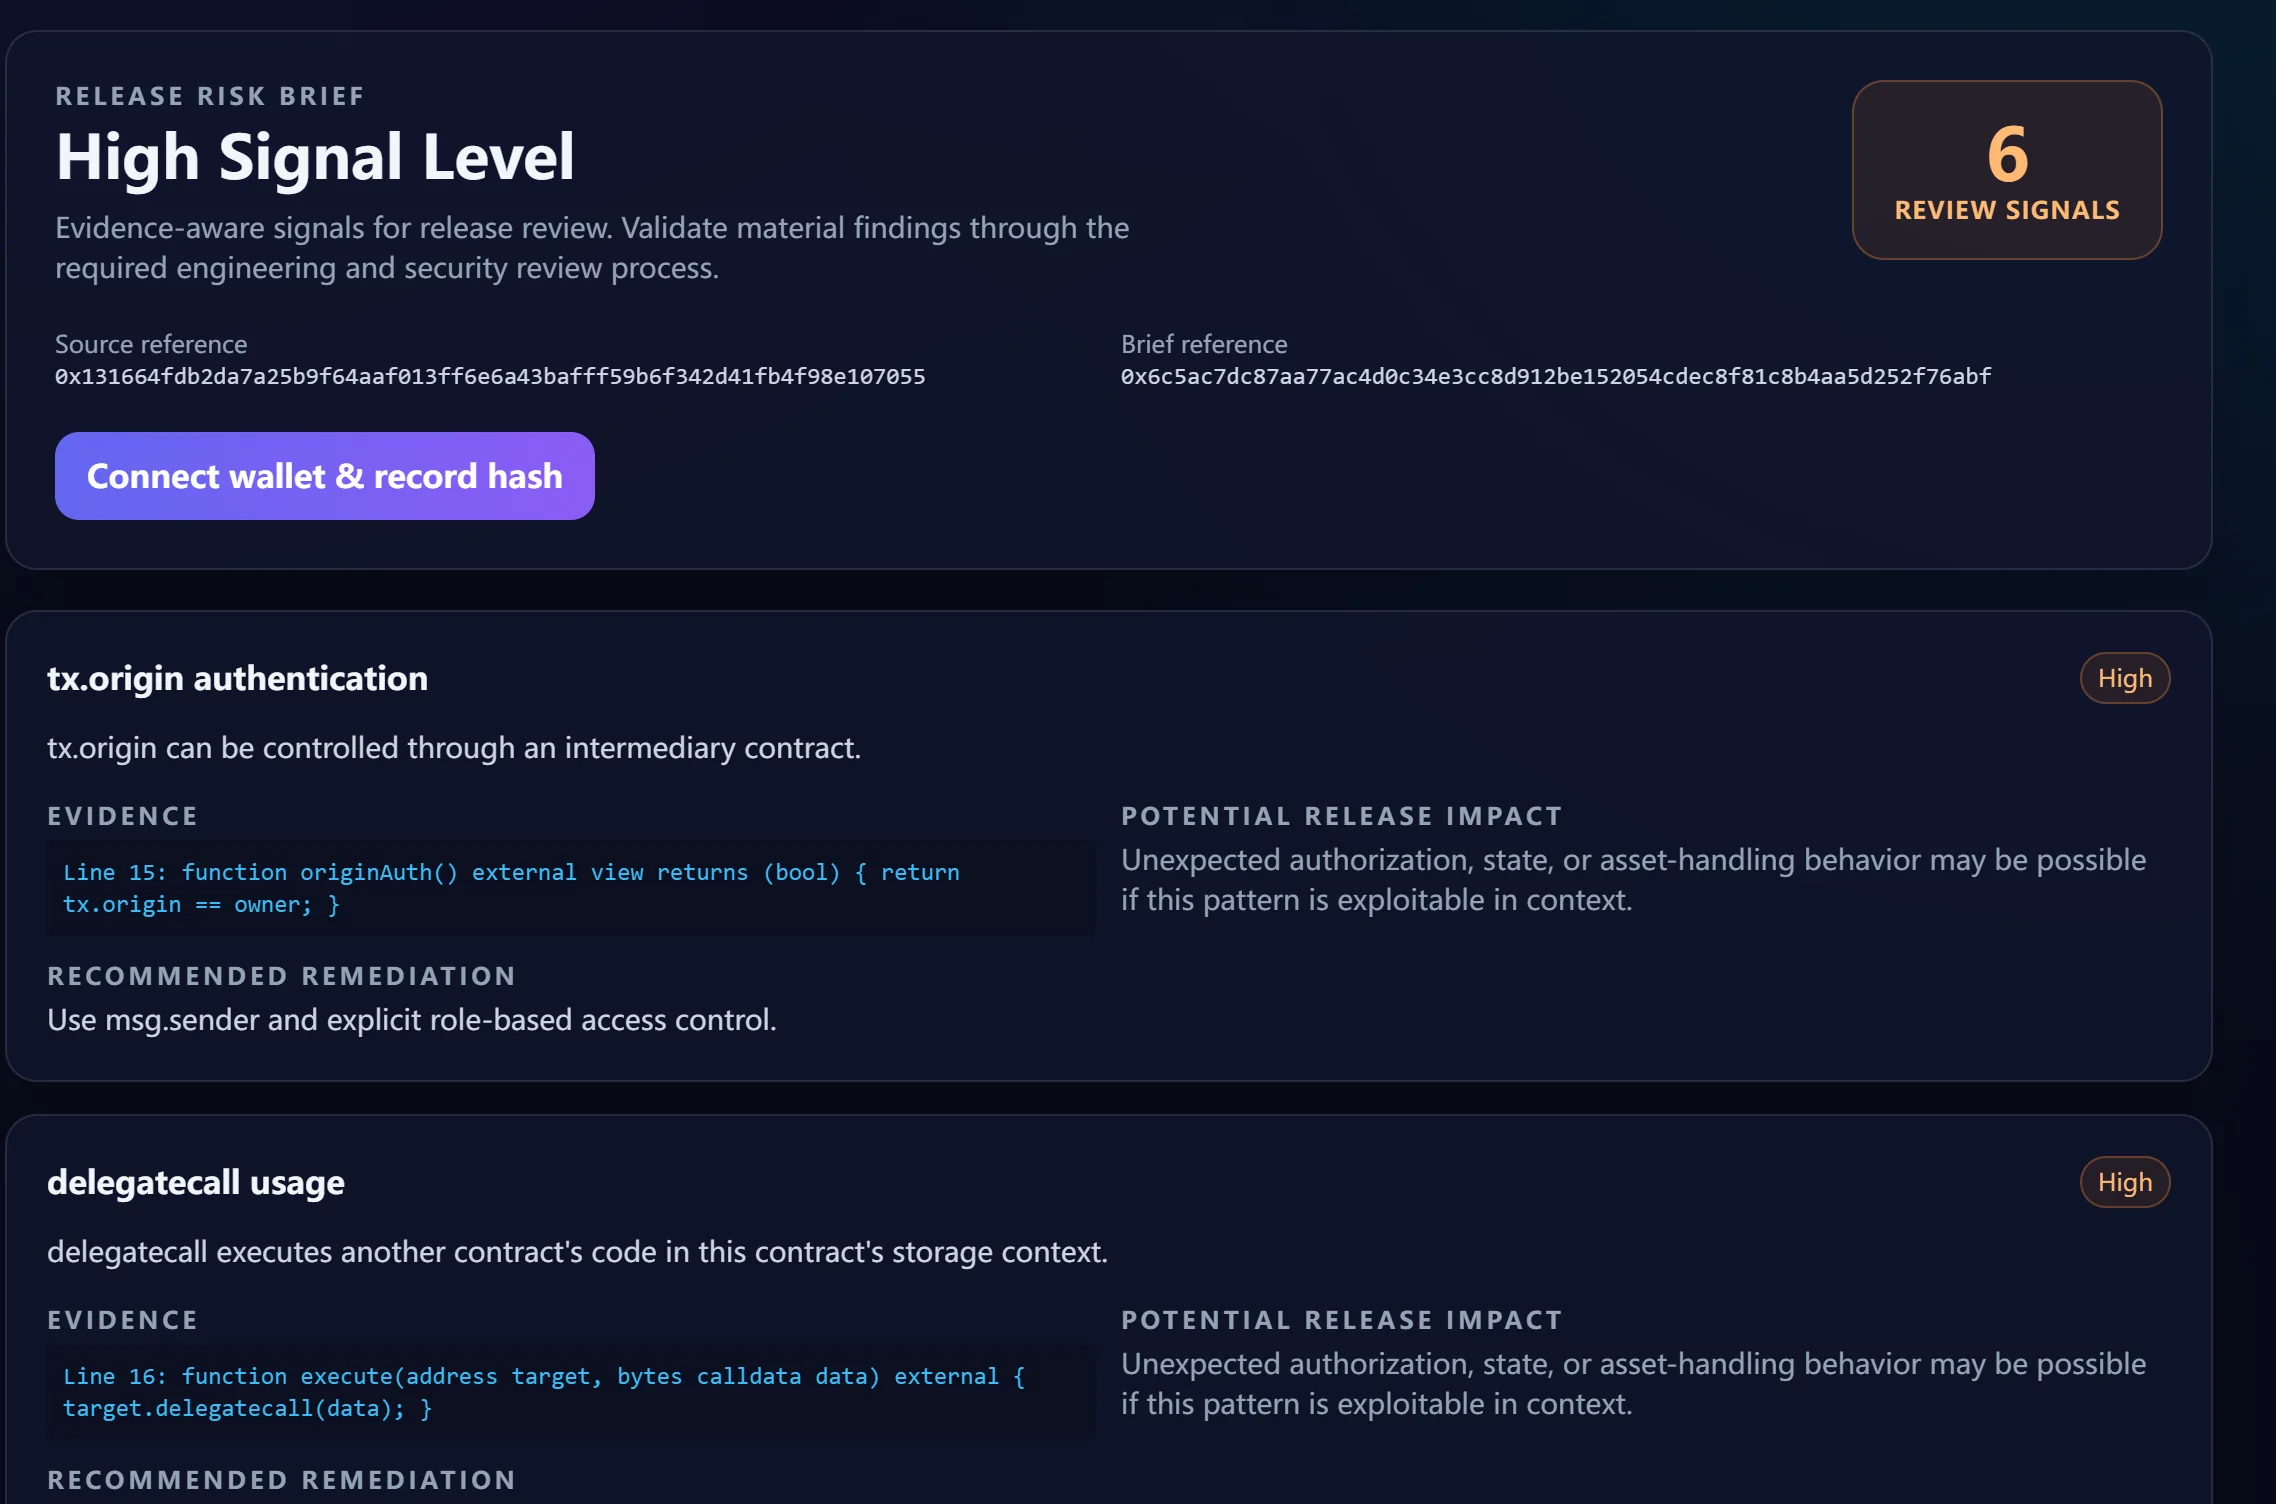 RELEASE RISK BRIEF
High Signal Level
Evidence-aware signals for release review. Validate material findings through the
required engineering and security review process.
6
REVIEW SIGNALS
Source reference
0x131664fdb2da7a25b9f64aaf013ff6e6a43bafff59b6f342d41fb4f98e107055
Brief reference
0x6c5ac7dc87aa77ac4d0c34e3cc8d912be152054cdec8f81c8b4aa5d252f76abf
Connect wallet & record hash
tx.origin authentication
High
tx.origin can be controlled through an intermediary contract.
EVIDENCE
Line 15: function originAuth() external view returns (bool) { return
tx.origin == owner; }
POTENTIAL RELEASE IMPACT
Unexpected authorization, state, or asset-handling behavior may be possible
if this pattern is exploitable in context.
RECOMMENDED REMEDIATION
Use msg.sender and explicit role-based access control.
delegatecall usage
High
delegatecall executes another contract's code in this contract's storage context.
EVIDENCE
Line 16: function execute(address target, bytes calldata data) external {
target.delegatecall(data); }
POTENTIAL RELEASE IMPACT
Unexpected authorization, state, or asset-handling behavior may be possible
if this pattern is exploitable in context.
RECOMMENDED REMEDIATION